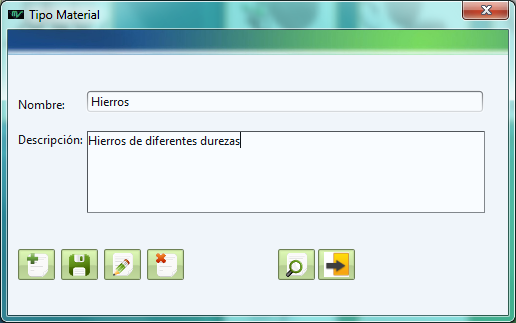 Tipo Material
Nombre: Hierros
Descripción: Hierros de diferentes durezas